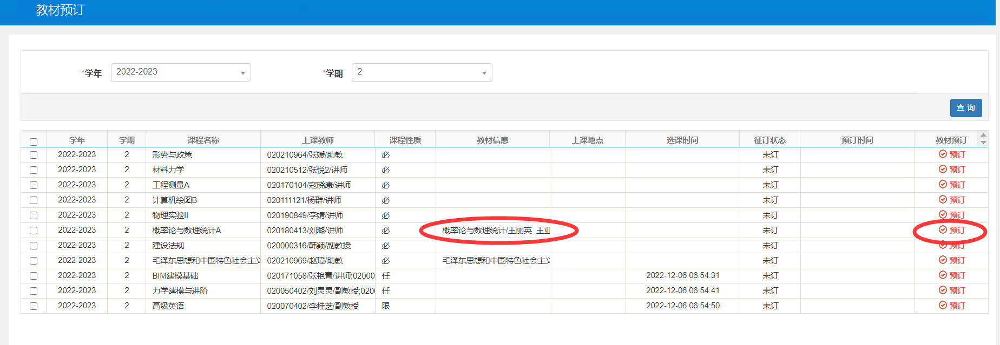 教材预订
*学年 2022-2023 *学期 2
查 询
学年 学期 课程名称 上课教师 课程性质 教材信息 上课地点 选课时间 征订状态 预订时间 教材预订
2022-2023 2 形势与政策 020210964/张媛/助教 必 未订 预订
2022-2023 2 材料力学 020210512/张悦2/讲师 必 未订 预订
2022-2023 2 工程测量A 020170104/寇晓康/讲师 必 未订 预订
2022-2023 2 计算机绘图B 020111121/杨群/讲师 必 未订 预订
2022-2023 2 物理实验II 020190849/李婧/讲师 必 未订 预订
2022-2023 2 概率论与数理统计A 020180413/刘璐/讲师 必 概率论与数理统计/王丽英 王亚 未订 预订
2022-2023 2 建设法规 020000316/韩颖/副教授 必 未订 预订
2022-2023 2 毛泽东思想和中国特色社会主义 020210969/赵璋/助教 必 毛泽东思想和中国特色社会主义 未订 预订
2022-2023 2 BIM建模基础 020171058/张艳青/讲师;02000 任 2022-12-06 06:54:31 未订 预订
2022-2023 2 力学建模与进阶 020050402/刘灵灵/副教授;020 任 2022-12-06 06:54:41 未订 预订
2022-2023 2 高级英语 020070402/李桂芝/副教授 限 2022-12-06 06:54:50 未订 预订